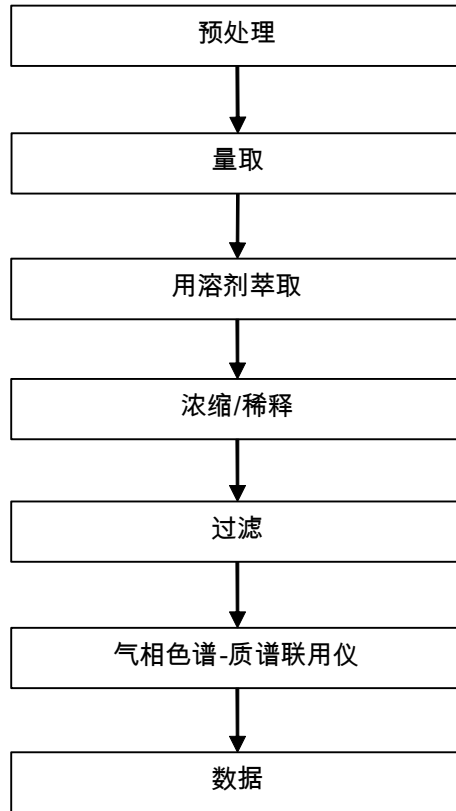 预处理
量取
用溶剂萃取
浓缩/稀释
过滤
气相色谱-质谱联用仪
数据